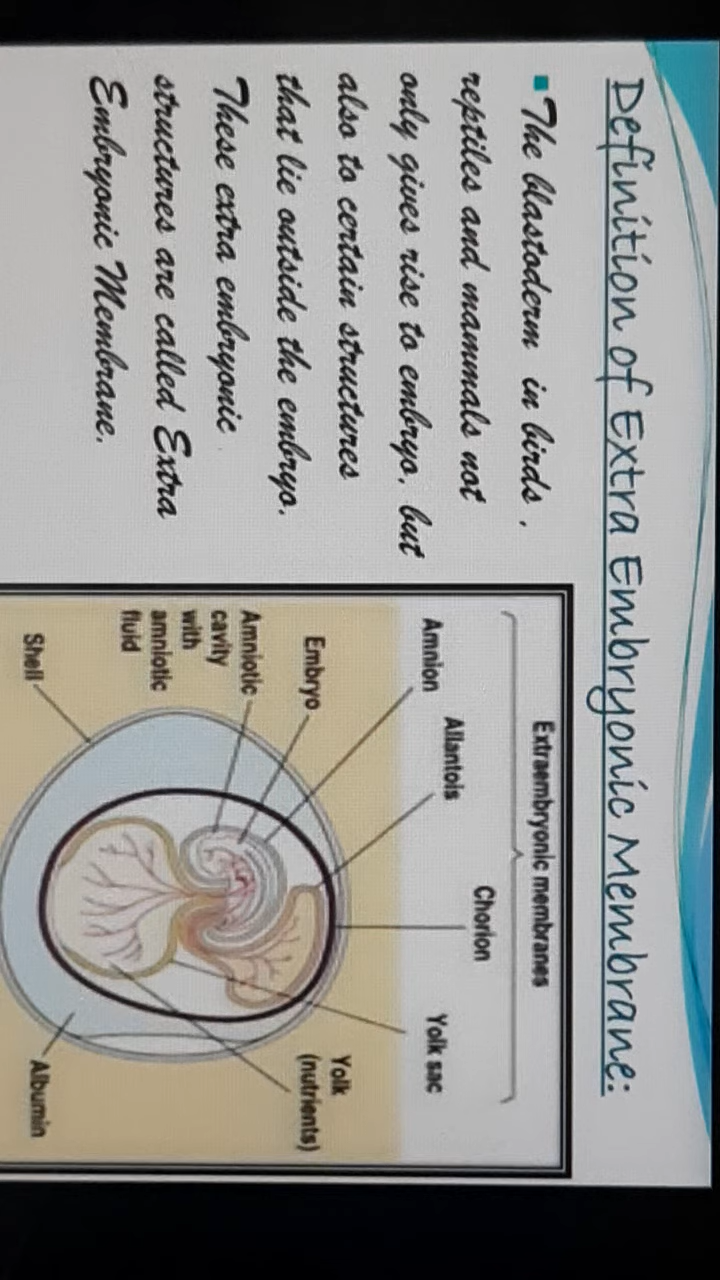 Definition of Extra Embryonic Membrane:
▪The blastoderm in birds ,
reptiles and mammals not
only gives rise to embryo, but
also to certain structures
that lie outside the embryo.
These extra embryonic
structures are called Extra
Embryonic Membrane.
Extraembryonic membranes
Amnion
Allantois
Chorion
Yolk sac
Embryo
Amniotic
cavity
with
amniotic
fluid
Yolk
(nutrients)
Shell
Albumin